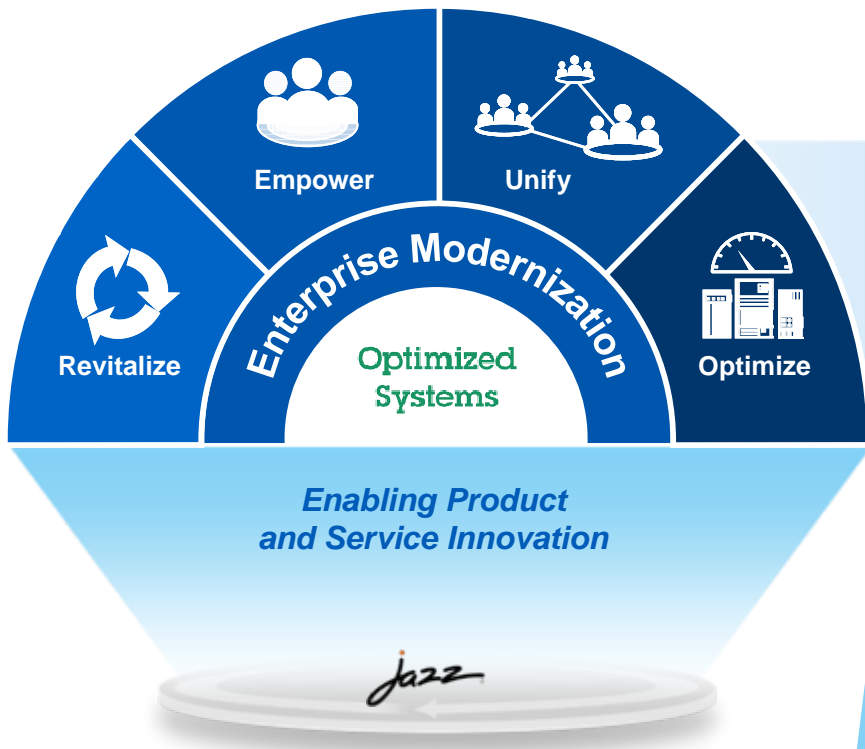 Empower
Unify
Revitalize
Enterprise Modernization
Optimize
Optimized
Systems
Enabling Product
and Service Innovation
jazz